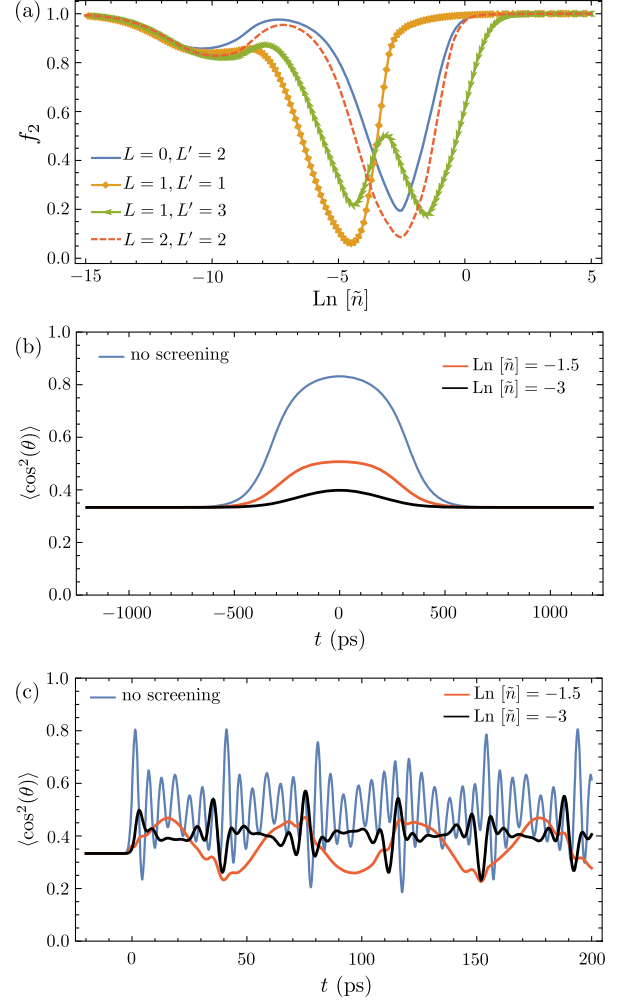 (a)
f₂
1.0
0.8
0.6
0.4
0.2
0.0
L = 0, L′ = 2
L = 1, L′ = 1
L = 1, L′ = 3
L = 2, L′ = 2
−15 −10 −5 0 5
Ln [ñ]
(b)
⟨cos²(θ)⟩
1.0
0.8
0.6
0.4
0.2
0.0
no screening
Ln [ñ] = −1.5
Ln [ñ] = −3
−1000 −500 0 500 1000
t (ps)
(c)
⟨cos²(θ)⟩
1.0
0.8
0.6
0.4
0.2
0.0
no screening
Ln [ñ] = −1.5
Ln [ñ] = −3
0 50 100 150 200
t (ps)